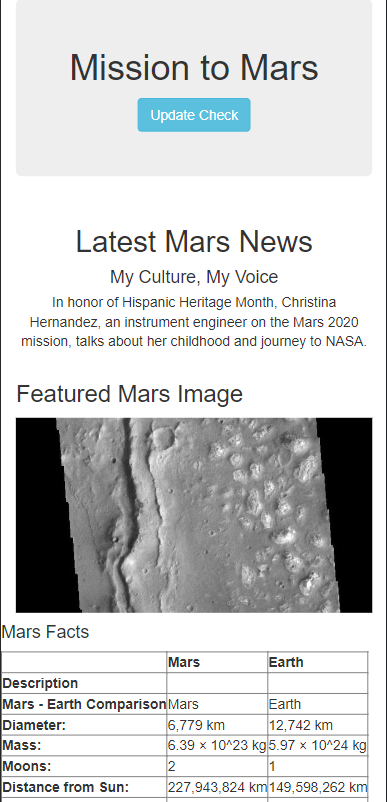 Mission to Mars
Update Check
Latest Mars News
My Culture, My Voice
In honor of Hispanic Heritage Month, Christina
Hernandez, an instrument engineer on the Mars 2020
mission, talks about her childhood and journey to NASA.
Featured Mars Image
Mars Facts
Mars Earth
Description
Mars - Earth Comparison Mars Earth
Diameter: 6,779 km 12,742 km
Mass: 6.39 × 10^23 kg 5.97 × 10^24 kg
Moons: 2 1
Distance from Sun: 227,943,824 km 149,598,262 km